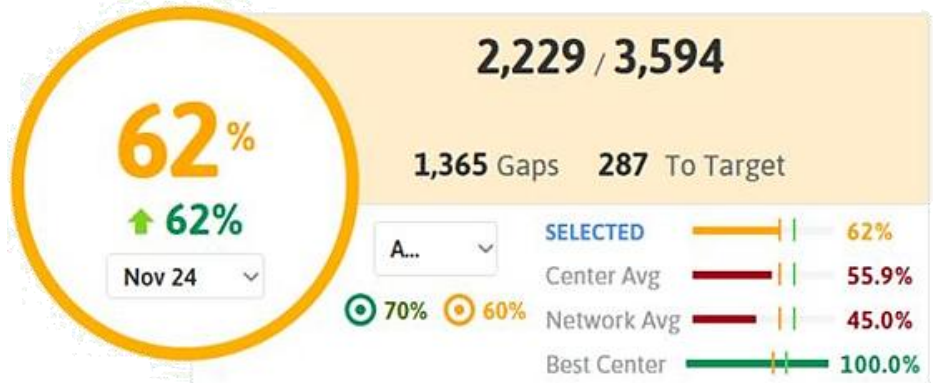 62%
62%
Nov 24
2,229 / 3,594
1,365 Gaps 287 To Target
A...
70% 60%
SELECTED 62%
Center Avg 55.9%
Network Avg 45.0%
Best Center 100.0%